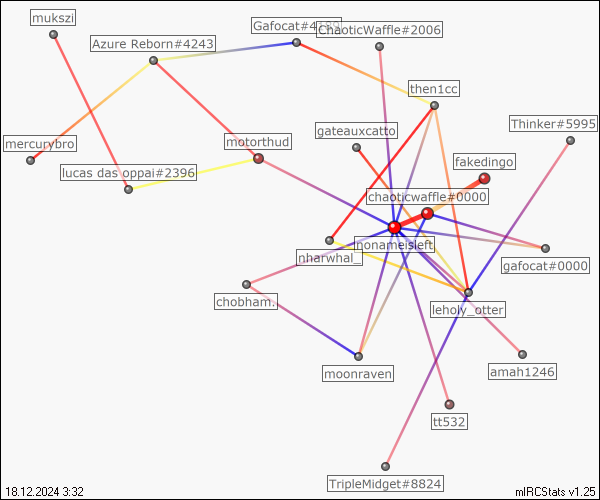 mukszi
Azure Reborn#4243
Gafocat#4
ChaoticWaffle#2006
then1cc
Thinker#5995
gateauxcatto
mercurybro
motorthud
fakedingo
lucas das oppai#2396
chaoticwaffle#0000
nonameisleft
nharwhal_
gafocat#0000
chobham.
leholy_otter
moonraven
amah1246
tt532
TripleMidget#8824
18.12.2024 3:32
mIRCStats v1.25